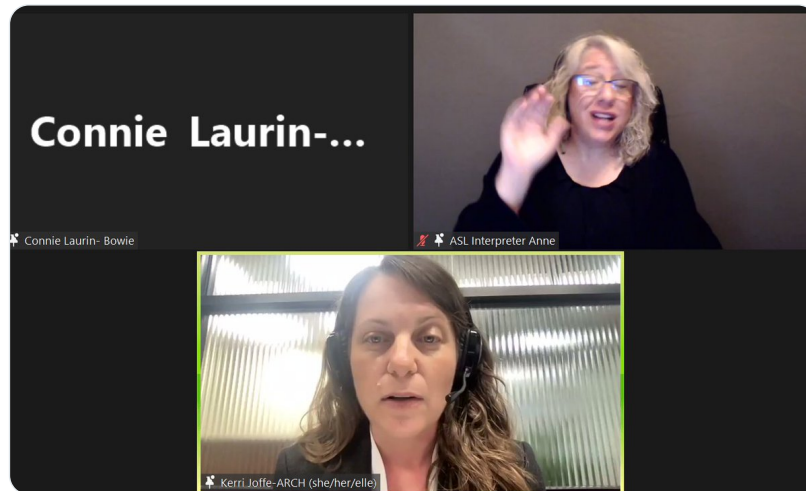 Connie Laurin-...
Connie Laurin- Bowie
ASL Interpreter Anne
Kerri Joffe-ARCH (she/her/elle)